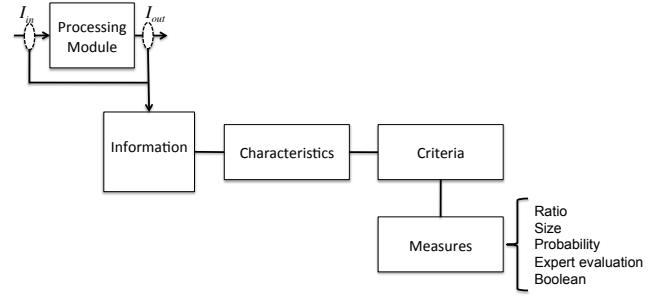 I_in
I_out
Processing
Module
Information
Characteristics
Criteria
Measures
Ratio
Size
Probability
Expert evaluation
Boolean